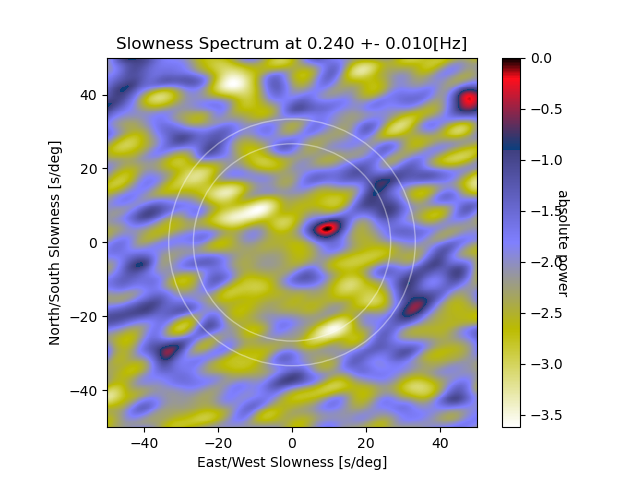 Slowness Spectrum at 0.240 +- 0.010[Hz]
North/South Slowness [s/deg]
40
20
0
−20
−40
−40 −20 0 20 40
East/West Slowness [s/deg]
0.0
−0.5
−1.0
−1.5
−2.0
−2.5
−3.0
−3.5
absolute power